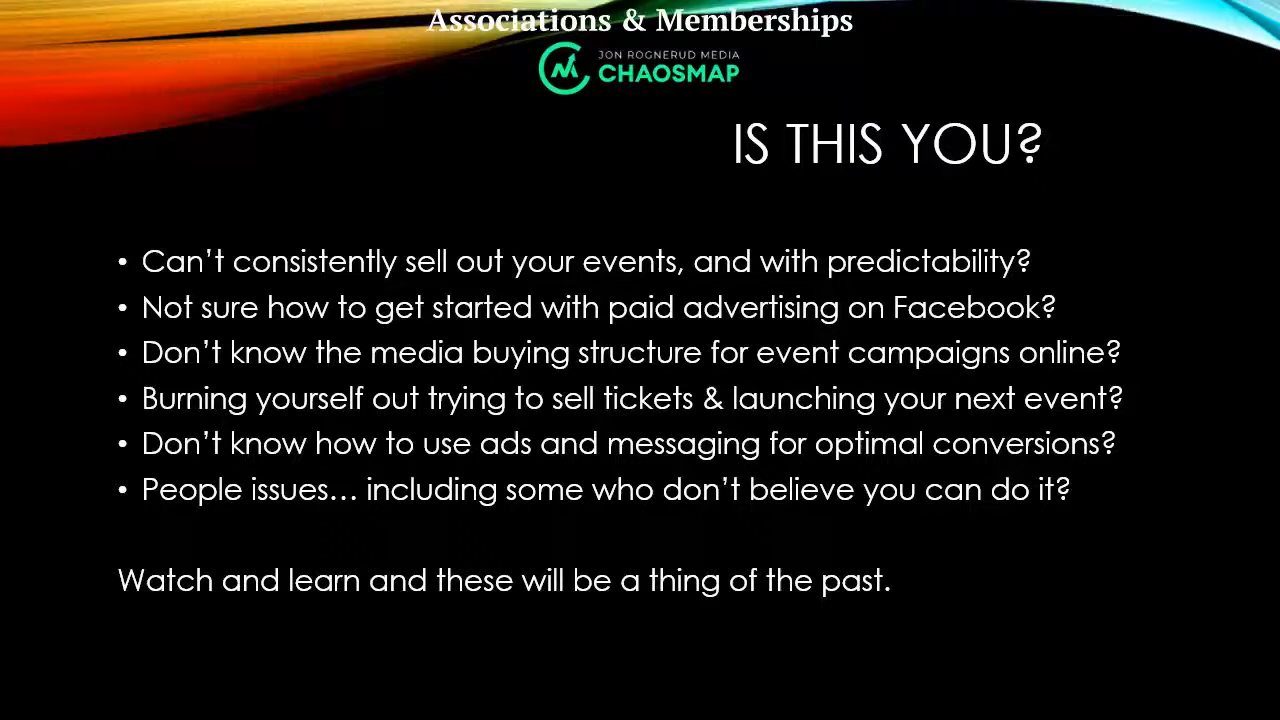 Associations & Memberships
JON ROGNERUD MEDIA
CHAOSMAP
IS THIS YOU?
• Can’t consistently sell out your events, and with predictability?
• Not sure how to get started with paid advertising on Facebook?
• Don’t know the media buying structure for event campaigns online?
• Burning yourself out trying to sell tickets & launching your next event?
• Don’t know how to use ads and messaging for optimal conversions?
• People issues… including some who don’t believe you can do it?
Watch and learn and these will be a thing of the past.